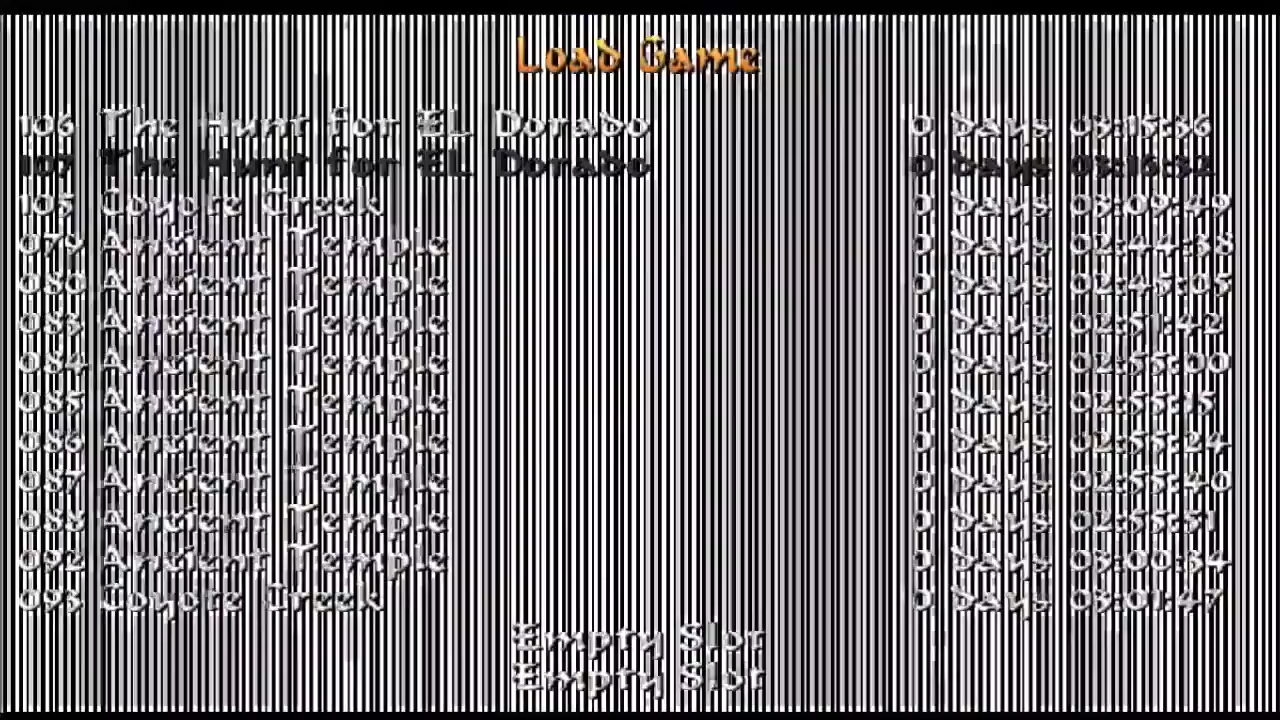 Load Game
106 The Hunt for EL Dorado 0 Days 03:15:36
107 The Hunt for EL Dorado 0 Days 03:16:32
105 Coyote Creek 0 Days 03:09:49
079 Ancient Temple 0 Days 02:44:38
080 Ancient Temple 0 Days 02:45:05
083 Ancient Temple 0 Days 02:51:42
084 Ancient Temple 0 Days 02:55:00
085 Ancient Temple 0 Days 02:55:15
086 Ancient Temple 0 Days 02:55:24
087 Ancient Temple 0 Days 02:55:40
088 Ancient Temple 0 Days 02:55:51
092 Ancient Temple 0 Days 03:00:34
093 Coyote Creek 0 Days 03:01:47
Empty Slot
Empty Slot